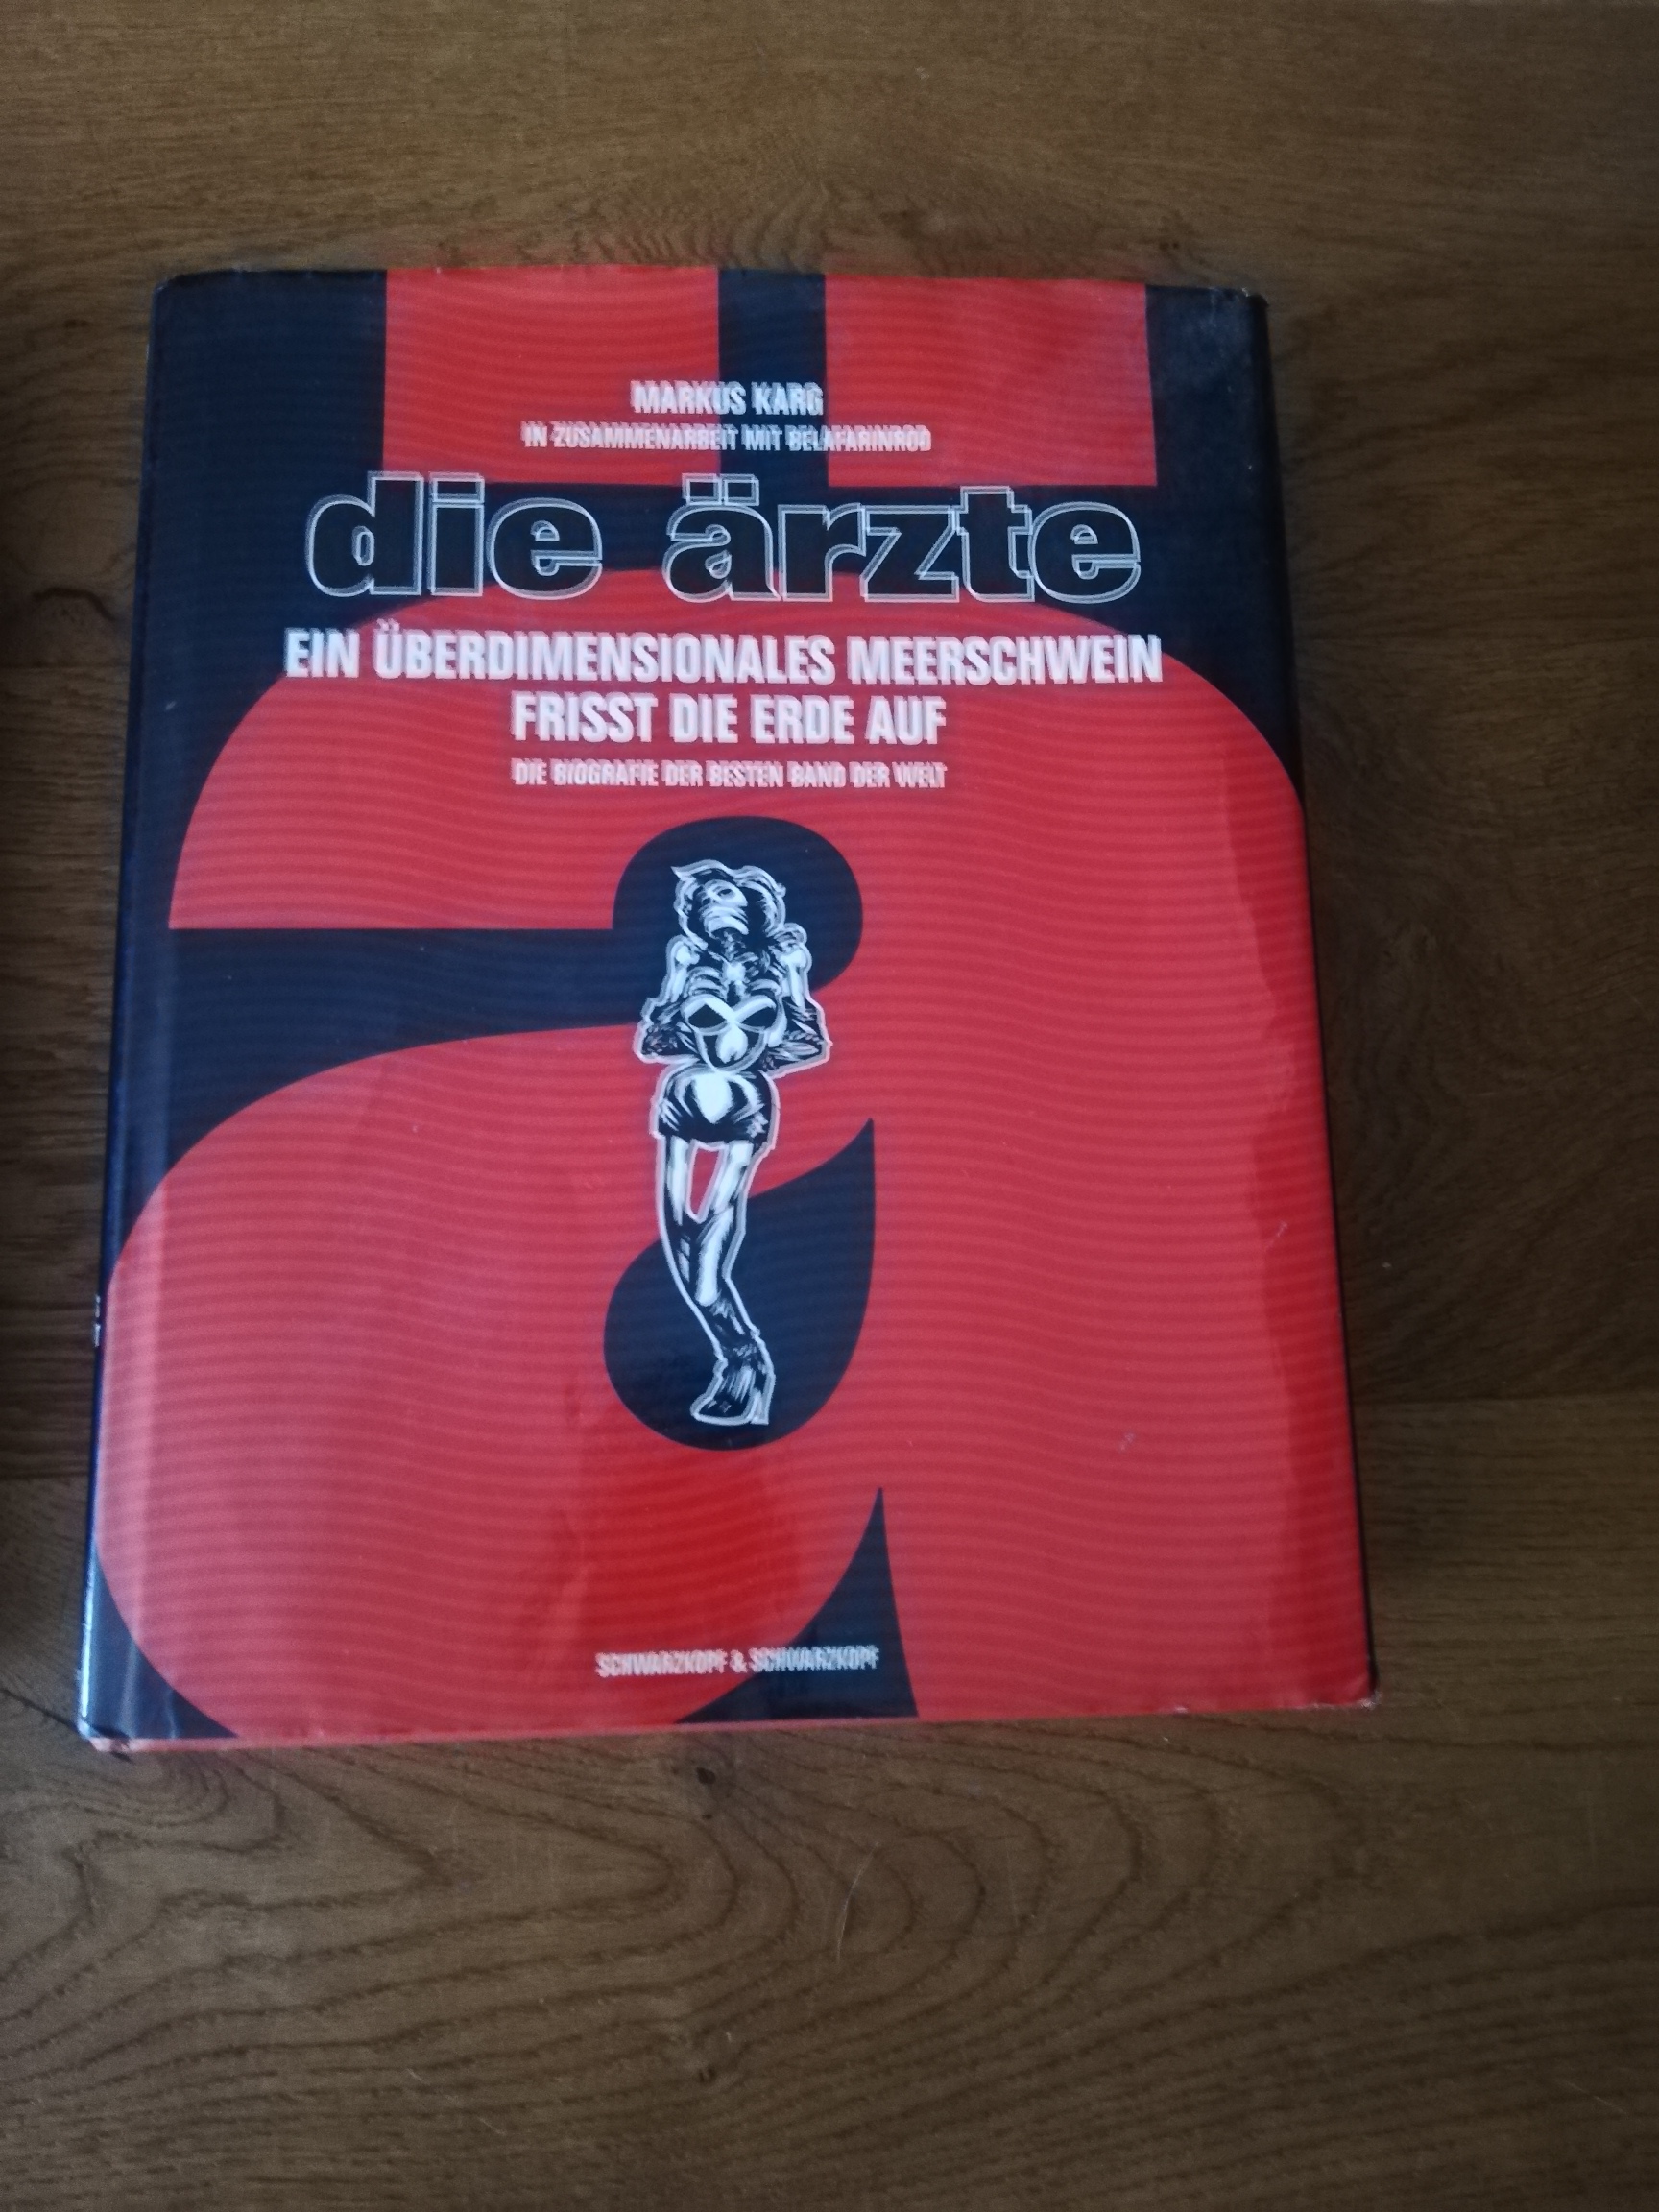 MARKUS KARG
IN ZUSAMMENARBEIT MIT BELAFARINROD
die ärzte
EIN ÜBERDIMENSIONALES MEERSCHWEIN
FRISST DIE ERDE AUF
DIE BIOGRAFIE DER BESTEN BAND DER WELT
SCHWARZKOPF & SCHWARZKOPF